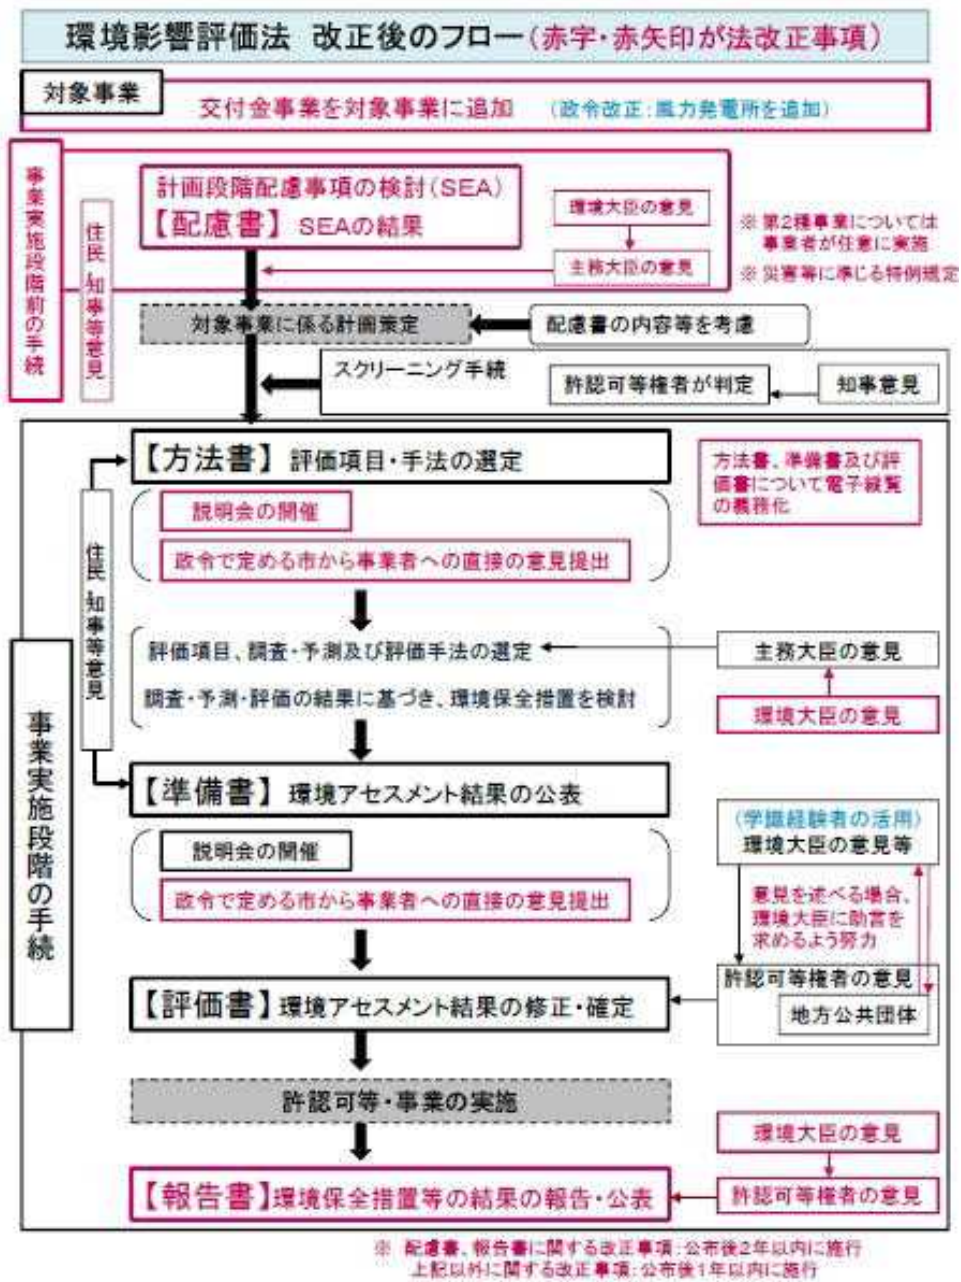 環境影響評価法 改正後のフロー(赤字・赤矢印が法改正事項)
対象事業
交付金事業を対象事業に追加 (政令改正:風力発電所を追加)
事業実施段階前の手続
住民・知事等意見
計画段階配慮事項の検討(SEA)
【配慮書】 SEAの結果
環境大臣の意見
主務大臣の意見
※ 第2種事業については
事業者が任意に実施
※ 災害等に準じる特例規定
対象事業に係る計画策定
配慮書の内容等を考慮
スクリーニング手続
許認可等権者が判定
知事意見
事業実施段階の手続
住民・知事等意見
【方法書】 評価項目・手法の選定
方法書、準備書及び評
価書について電子縦覧
の義務化
説明会の開催
政令で定める市から事業者への直接の意見提出
評価項目、調査・予測及び評価手法の選定
調査・予測・評価の結果に基づき、環境保全措置を検討
主務大臣の意見
環境大臣の意見
【準備書】 環境アセスメント結果の公表
説明会の開催
政令で定める市から事業者への直接の意見提出
(学識経験者の活用)
環境大臣の意見等
意見を述べる場合、
環境大臣に助言を
求めるよう努力
許認可等権者の意見
地方公共団体
【評価書】 環境アセスメント結果の修正・確定
許認可等・事業の実施
環境大臣の意見
許認可等権者の意見
【報告書】環境保全措置等の結果の報告・公表
※ 配慮書、報告書に関する改正事項:公布後2年以内に施行
上記以外に関する改正事項:公布後1年以内に施行